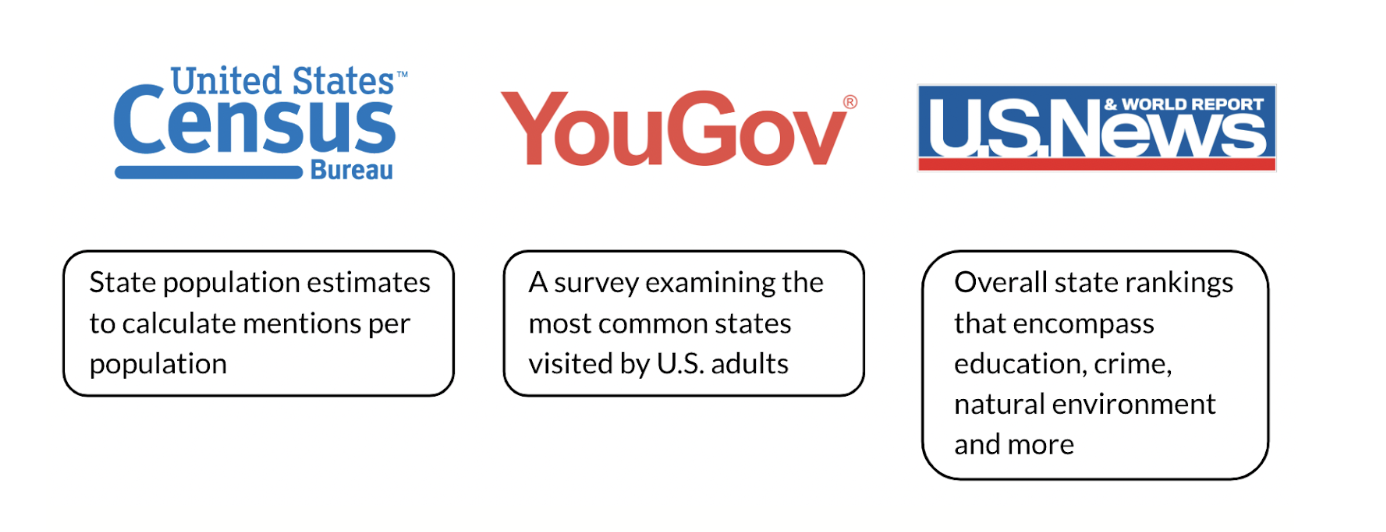 United States™
Census
Bureau
YouGov®
& WORLD REPORT
U.S.News
State population estimates
to calculate mentions per
population
A survey examining the
most common states
visited by U.S. adults
Overall state rankings
that encompass
education, crime,
natural environment
and more